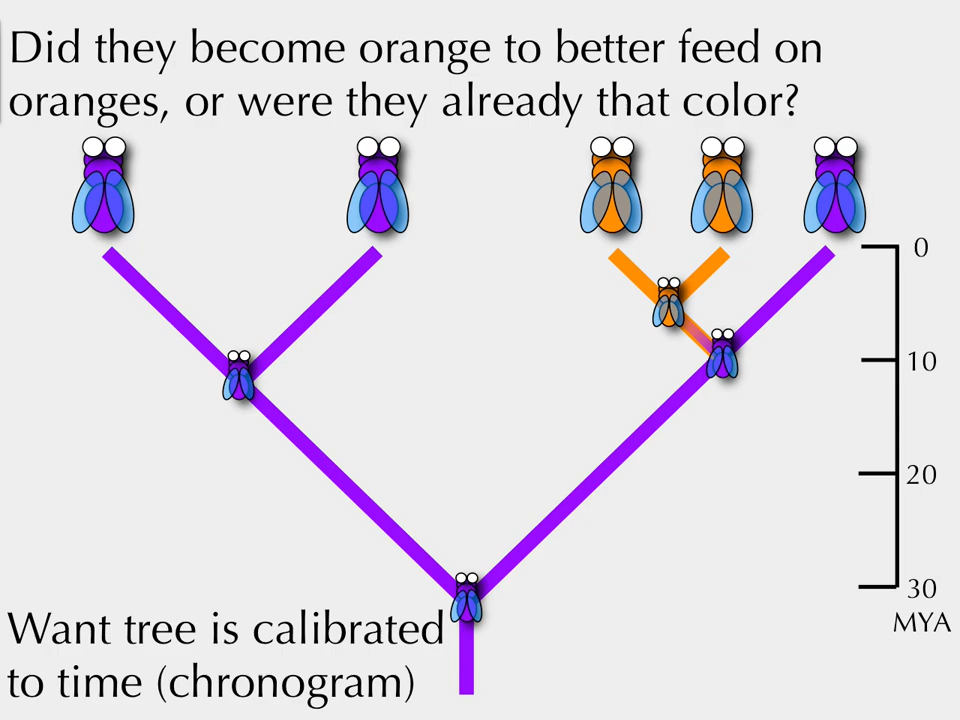 Did they become orange to better feed on
oranges, or were they already that color?
0
10
20
30
MYA
Want tree is calibrated
to time (chronogram)